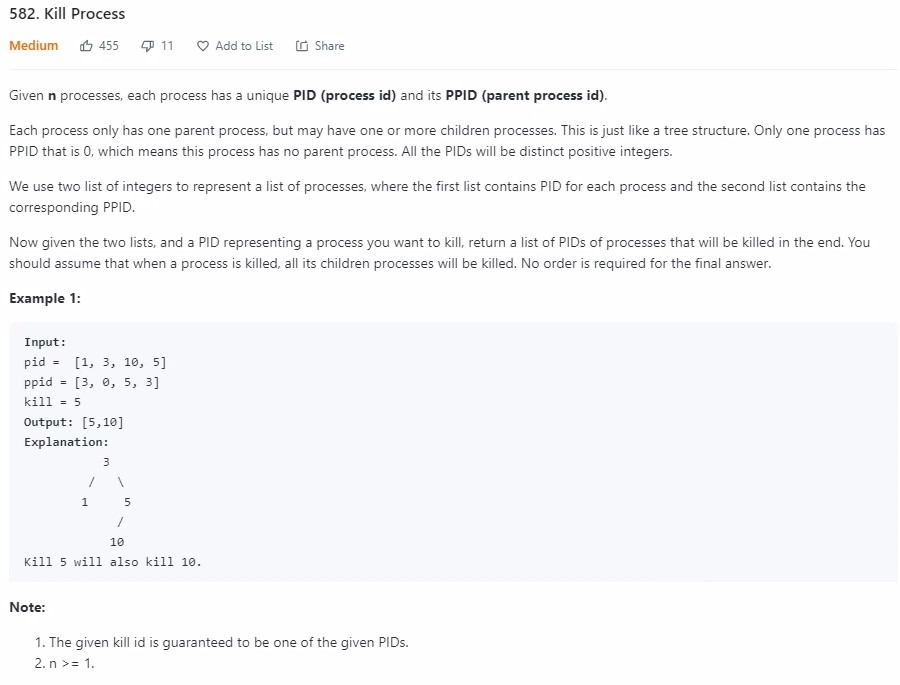 582. Kill Process
Medium 455 11 Add to List Share
Given n processes, each process has a unique PID (process id) and its PPID (parent process id).
Each process only has one parent process, but may have one or more children processes. This is just like a tree structure. Only one process has
PPID that is 0, which means this process has no parent process. All the PIDs will be distinct positive integers.
We use two list of integers to represent a list of processes, where the first list contains PID for each process and the second list contains the
corresponding PPID.
Now given the two lists, and a PID representing a process you want to kill, return a list of PIDs of processes that will be killed in the end. You
should assume that when a process is killed, all its children processes will be killed. No order is required for the final answer.
Example 1:
Input:
pid =  [1, 3, 10, 5]
ppid = [3, 0, 5, 3]
kill = 5
Output: [5,10]
Explanation:
3
/ \
1 5
/
10
Kill 5 will also kill 10.
Note:
1. The given kill id is guaranteed to be one of the given PIDs.
2. n >= 1.